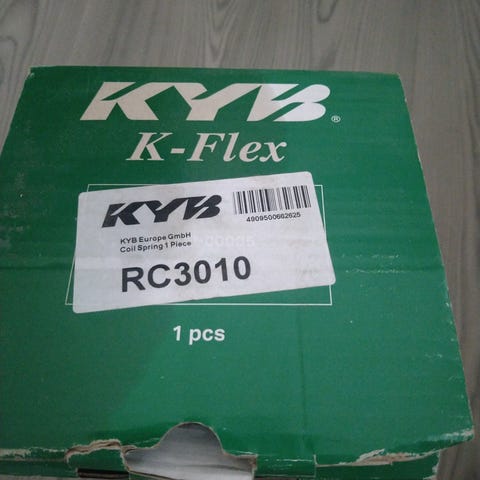 KYB®
K-Flex
KYB
4909500662625
KYB Europe GmbH
Coil Spring 1 Piece
RC3010
1 pcs